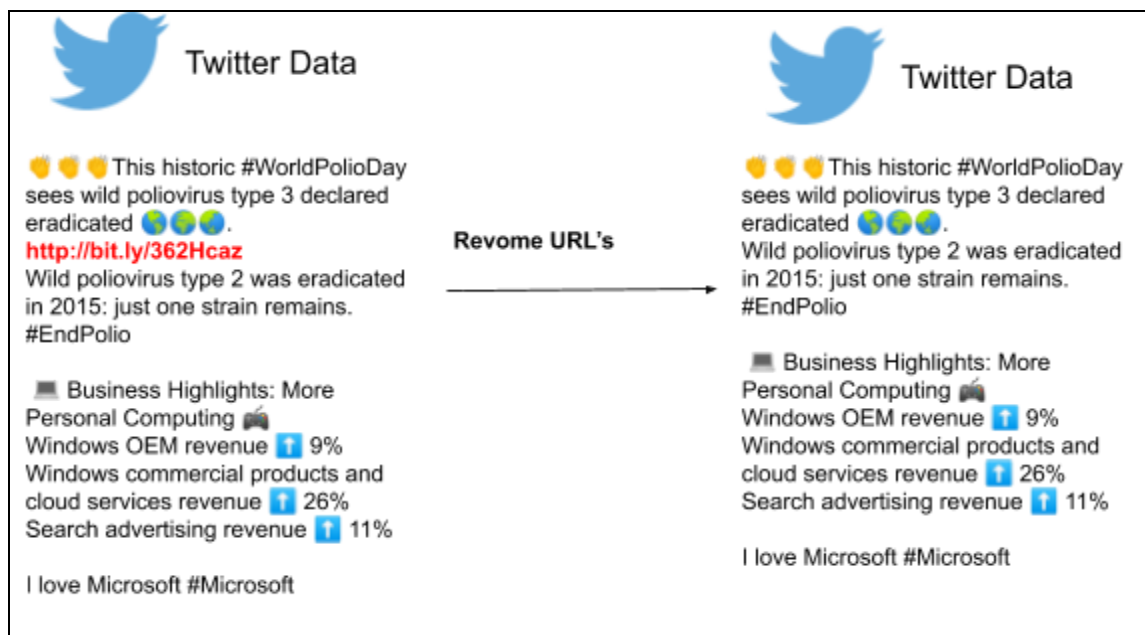 Twitter Data
👏👏👏This historic #WorldPolioDay
sees wild poliovirus type 3 declared
eradicated 🌎🌍🌏.
http://bit.ly/362Hcaz
Wild poliovirus type 2 was eradicated
in 2015: just one strain remains.
#EndPolio
💻 Business Highlights: More
Personal Computing 🎮
Windows OEM revenue ⬆️ 9%
Windows commercial products and
cloud services revenue ⬆️ 26%
Search advertising revenue ⬆️ 11%
I love Microsoft #Microsoft
Revome URL's
Twitter Data
👏👏👏This historic #WorldPolioDay
sees wild poliovirus type 3 declared
eradicated 🌎🌍🌏.
Wild poliovirus type 2 was eradicated
in 2015: just one strain remains.
#EndPolio
💻 Business Highlights: More
Personal Computing 🎮
Windows OEM revenue ⬆️ 9%
Windows commercial products and
cloud services revenue ⬆️ 26%
Search advertising revenue ⬆️ 11%
I love Microsoft #Microsoft